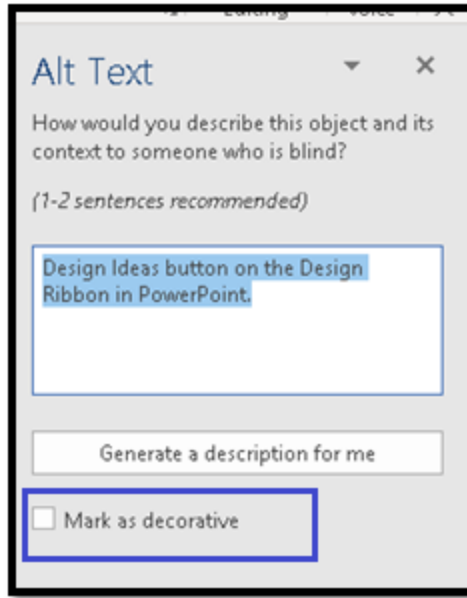 Alt Text
How would you describe this object and its
context to someone who is blind?
(1-2 sentences recommended)
Design Ideas button on the Design
Ribbon in PowerPoint.
Generate a description for me
Mark as decorative